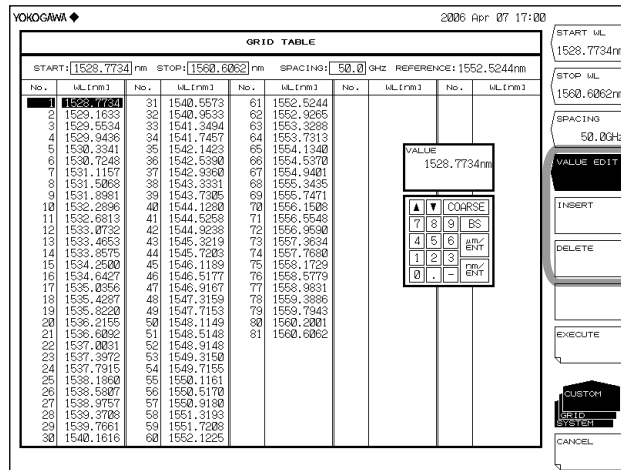 YOKOGAWA ◆ 2006 Apr 07 17:00
GRID TABLE
START: 1528.7734 nm STOP: 1560.6062 nm SPACING: 50.0 GHz REFERENCE: 1552.5244nm
No. WL[nm] No. WL[nm] No. WL[nm] No. WL[nm] No. WL[nm]
1 1528.7734 31 1540.5573 61 1552.5244
2 1529.1633 32 1540.9533 62 1552.9265
3 1529.5534 33 1541.3494 63 1553.3288
4 1529.9436 34 1541.7457 64 1553.7313
5 1530.3341 35 1542.1423 65 1554.1340
6 1530.7248 36 1542.5390 66 1554.5370
7 1531.1157 37 1542.9360 67 1554.9401
8 1531.5068 38 1543.3331 68 1555.3435
9 1531.8981 39 1543.7305 69 1555.7471
10 1532.2896 40 1544.1280 70 1556.1508
11 1532.6813 41 1544.5258 71 1556.5548
12 1533.0732 42 1544.9238 72 1556.9590
13 1533.4653 43 1545.3219 73 1557.3634
14 1533.8575 44 1545.7203 74 1557.7680
15 1534.2500 45 1546.1189 75 1558.1729
16 1534.6427 46 1546.5177 76 1558.5779
17 1535.0356 47 1546.9167 77 1558.9831
18 1535.4287 48 1547.3159 78 1559.3886
19 1535.8220 49 1547.7153 79 1559.7943
20 1536.2155 50 1548.1149 80 1560.2001
21 1536.6092 51 1548.5148 81 1560.6062
22 1537.0031 52 1548.9148
23 1537.3972 53 1549.3150
24 1537.7915 54 1549.7155
25 1538.1860 55 1550.1161
26 1538.5807 56 1550.5170
27 1538.9757 57 1550.9180
28 1539.3708 58 1551.3193
29 1539.7661 59 1551.7208
30 1540.1616 60 1552.1225
VALUE
1528.7734nm
▲ ▼ COARSE
7 8 9 BS
4 5 6 μm/ENT
1 2 3 nm/ENT
0 . -
START WL
1528.7734nm
STOP WL
1560.6062nm
SPACING
50.0GHz
VALUE EDIT
INSERT
DELETE
EXECUTE
CUSTOM
GRID
SYSTEM
CANCEL